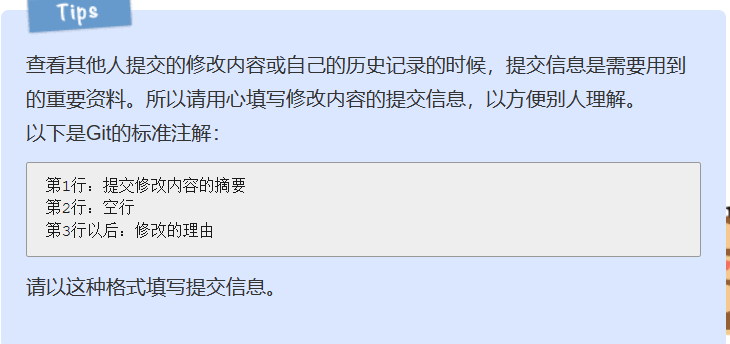 Tips
查看其他人提交的修改内容或自己的历史记录的时候，提交信息是需要用到
的重要资料。所以请用心填写修改内容的提交信息，以方便别人理解。
以下是Git的标准注解：
第1行：提交修改内容的摘要
第2行：空行
第3行以后：修改的理由
请以这种格式填写提交信息。